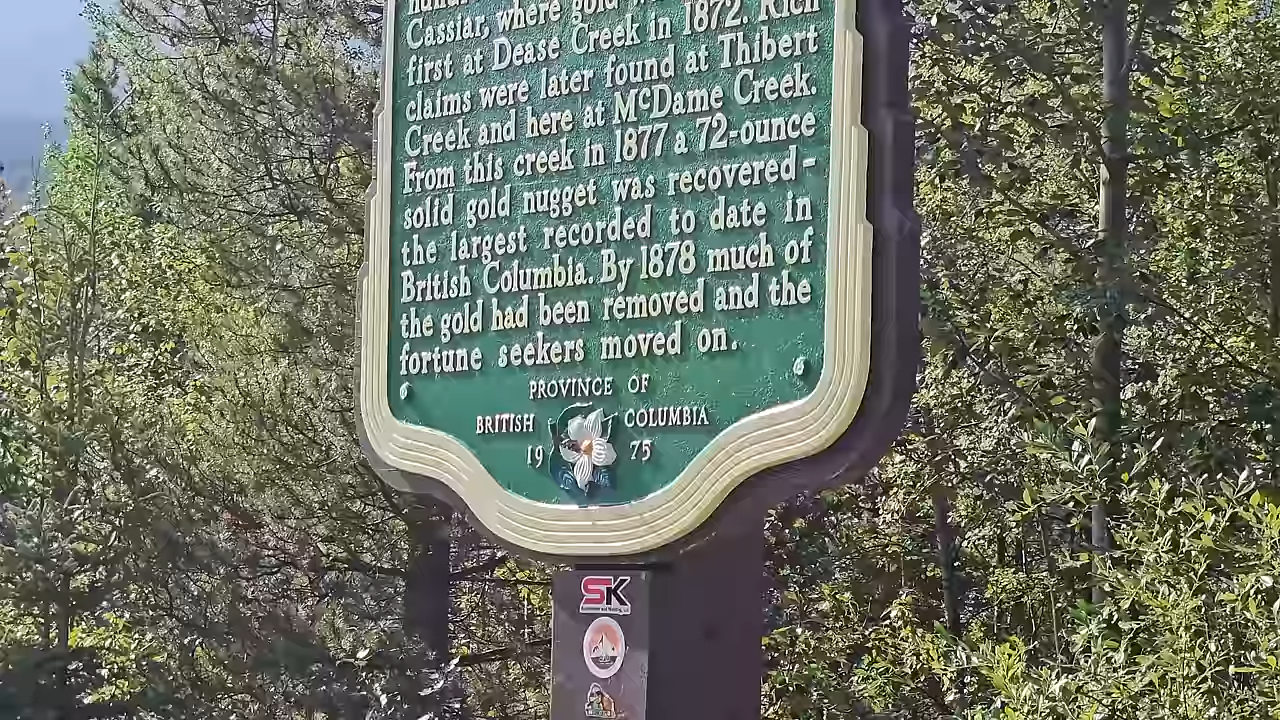 Cassiar, where gold
first at Dease Creek in 1872. Rich
claims were later found at Thibert
Creek and here at McDame Creek.
From this creek in 1877 a 72-ounce
solid gold nugget was recovered-
the largest recorded to date in
British Columbia. By 1878 much of
the gold had been removed and the
fortune seekers moved on.
PROVINCE OF
BRITISH COLUMBIA
19 75
SK